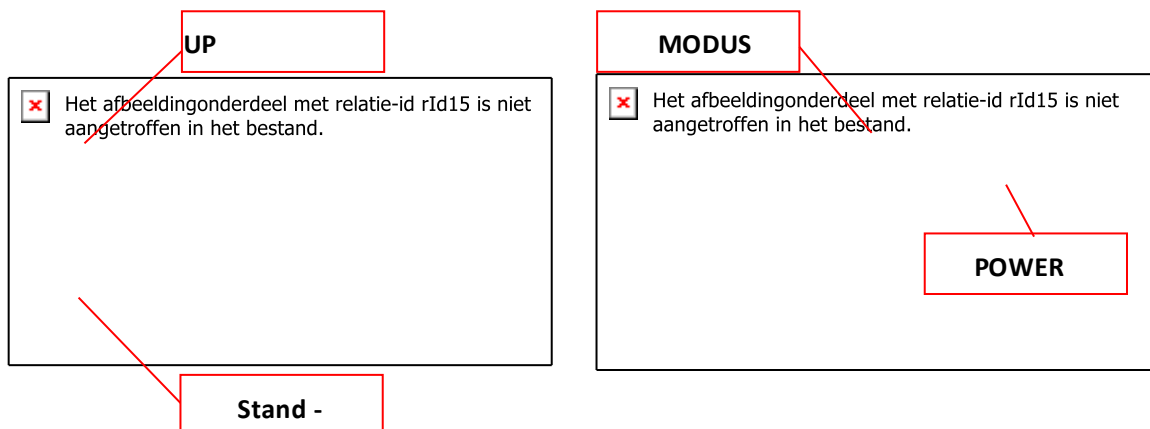 UP
MODUS
Het afbeeldingonderdeel met relatie-id rId15 is niet
aangetroffen in het bestand.
Het afbeeldingonderdeel met relatie-id rId15 is niet
aangetroffen in het bestand.
POWER
Stand -